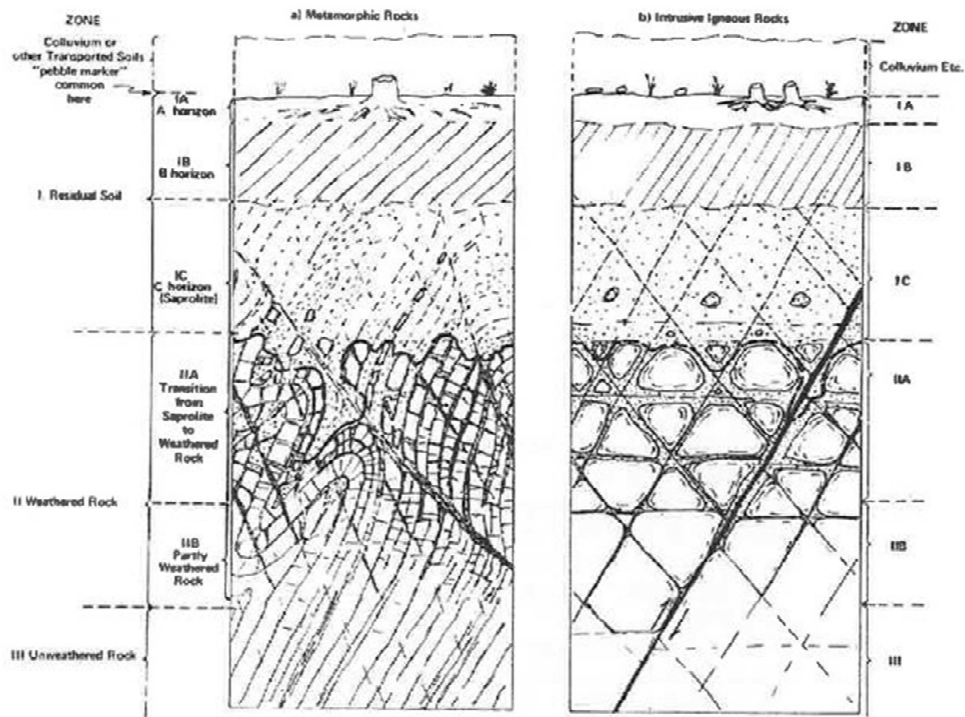 a) Metamorphic Rocks
b) Intrusive Igneous Rocks
ZONE
Colluvium or
other Transported Soils
"pebble marker"
common
here
IA
A horizon
IB
B horizon
I. Residual Soil
IC
C horizon
(Saprolite)
IIA
Transition
from
Saprolite
to
Weathered
Rock
II Weathered Rock
IIB
Partly
Weathered
Rock
III Unweathered Rock
ZONE
Colluvium Etc.
IA
IB
IC
IIA
IIB
III